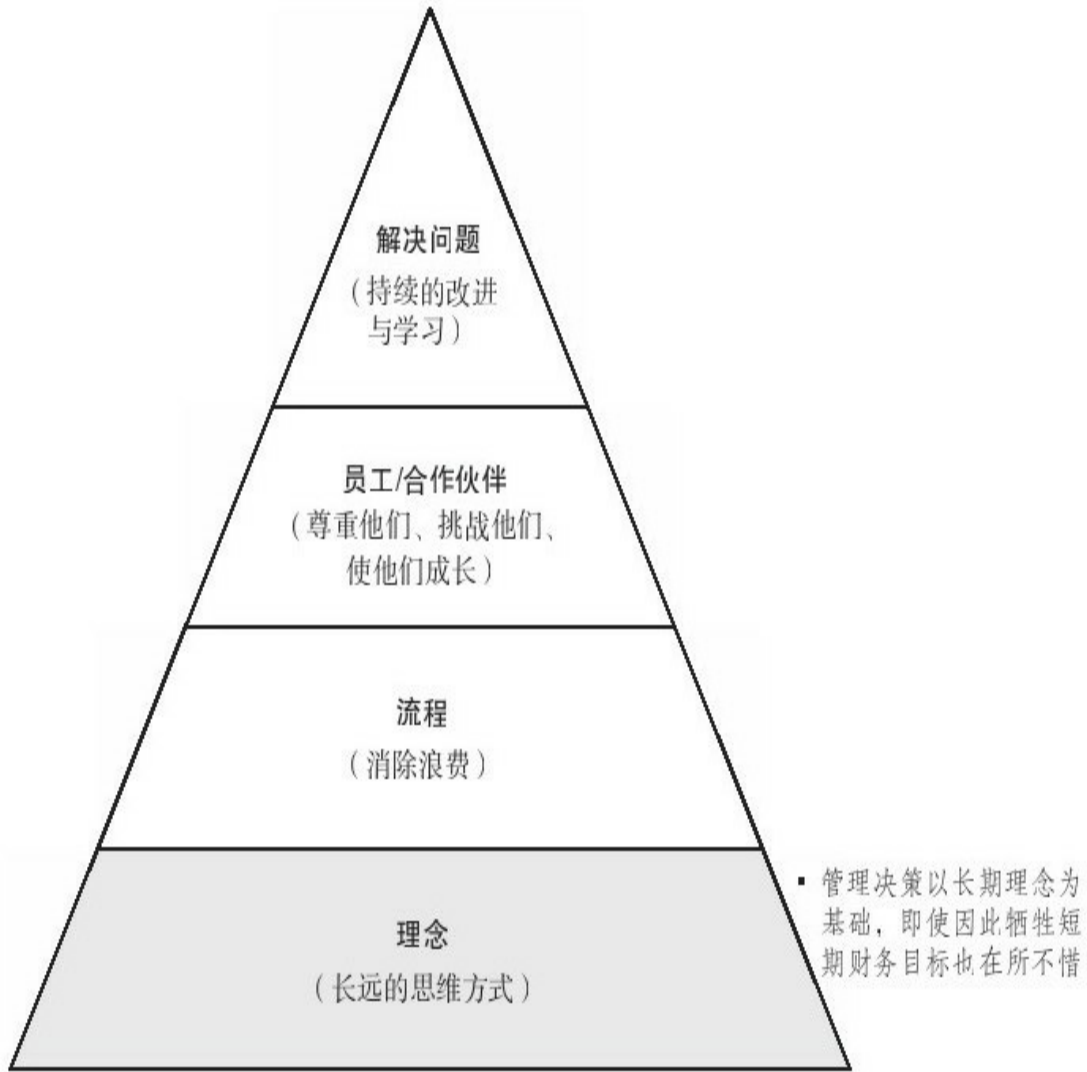 解决问题
（持续的改进
与学习）
员工/合作伙伴
（尊重他们、挑战他们、
使他们成长）
流程
（消除浪费）
理念
（长远的思维方式）
▪ 管理决策以长期理念为
基础，即使因此牺牲短
期财务目标也在所不惜